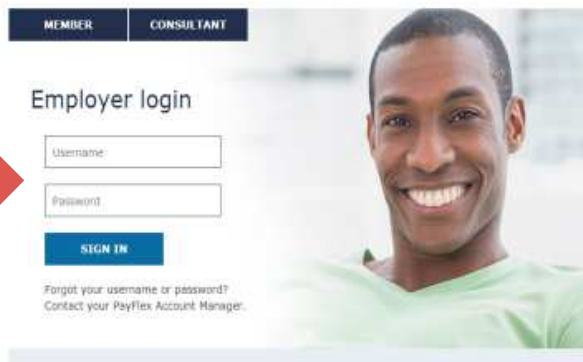 MEMBER
CONSULTANT
Employer login
Username
Password
SIGN IN
Forgot your username or password?
Contact your PayFlex Account Manager.